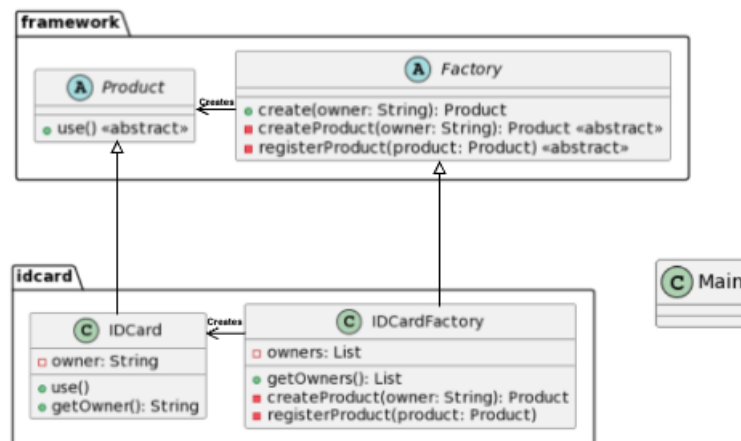 framework
A Product
use() «abstract»
Creates
A Factory
create(owner: String): Product
createProduct(owner: String): Product «abstract»
registerProduct(product: Product) «abstract»
idcard
C IDCard
owner: String
use()
getOwner(): String
Creates
C IDCardFactory
owners: List
getOwners(): List
createProduct(owner: String): Product
registerProduct(product: Product)
C Main